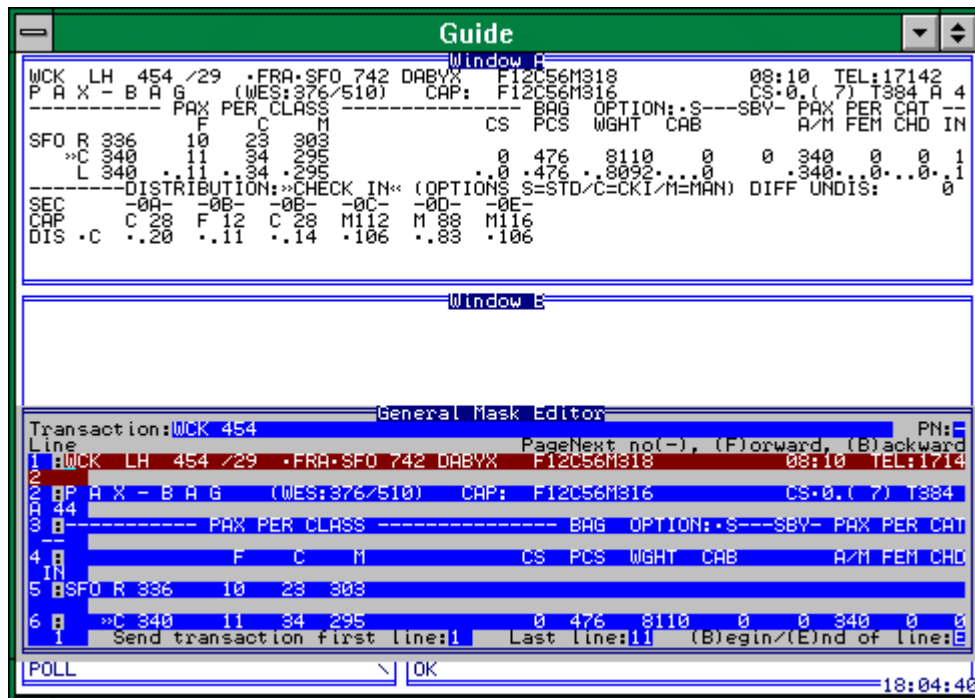 Guide
Window A
WCK LH 454 /29 ·FRA·SFO 742 DABYX F12C56M318 08:10 TEL:17142
P A X - B A G (WES:376/510) CAP: F12C56M316 CS·0.( 7) T384 A 4
------------ PAX PER CLASS ---------------- BAG OPTION:·S---SBY- PAX PER CAT --
F C M CS PCS WGHT CAB A/M FEM CHD IN
SFO R 336 10 23 303
»C 340 11 34 295 0 476 8110 0 0 340 0 0 1
L 340 ·.11 ·.34 ·295 ·.0 ·476 ·.8092·...0 ·340·..0·..0·.1
--------DISTRIBUTION:»CHECK IN« (OPTIONS S=STD/C=CKI/M=MAN) DIFF UNDIS: 0
SEC -0A- -0B- -0B- -0C- -0D- -0E-
CAP C 28 F 12 C 28 M112 M 88 M116
DIS ·C ·.20 ·.11 ·.14 ·106 ·.83 ·106
Window B
General Mask Editor
Transaction:WCK 454 PN:-
Line PageNext no(-), (F)orward, (B)ackward
1 :WCK LH 454 /29 ·FRA·SFO 742 DABYX F12C56M318 08:10 TEL:1714
2
2 :P A X - B A G (WES:376/510) CAP: F12C56M316 CS·0.( 7) T384
A 44
3 :------------ PAX PER CLASS ---------------- BAG OPTION:·S---SBY- PAX PER CAT
--
4 : F C M CS PCS WGHT CAB A/M FEM CHD
IN
5 :SFO R 336 10 23 303
6 : »C 340 11 34 295 0 476 8110 0 0 340 0 0
1 Send transaction first line:1 Last line:11 (B)egin/(E)nd of line:E
POLL \ OK
18:04:40